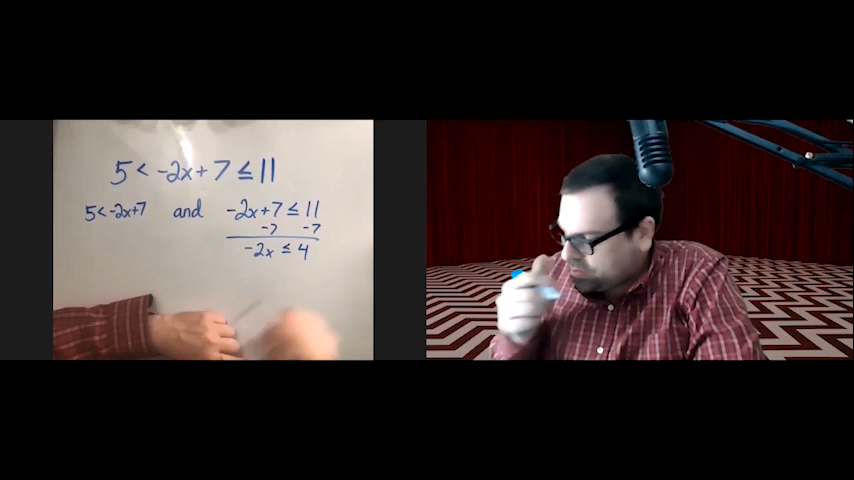 5 < -2x + 7 ≤ 11
5 < -2x+7 and -2x+7 ≤ 11
-7 -7
-2x ≤ 4